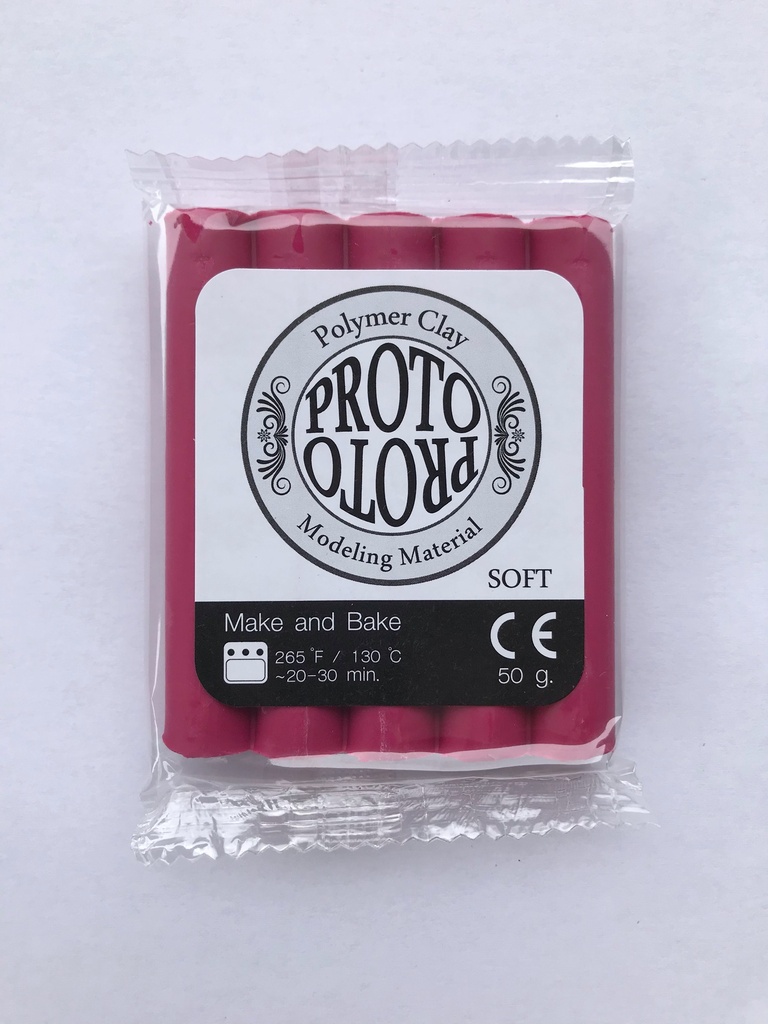 Polymer Clay
PROTO
PROTO
Modeling Material
SOFT
Make and Bake
CE
265°F / 130°C
~20-30 min.
50 g.